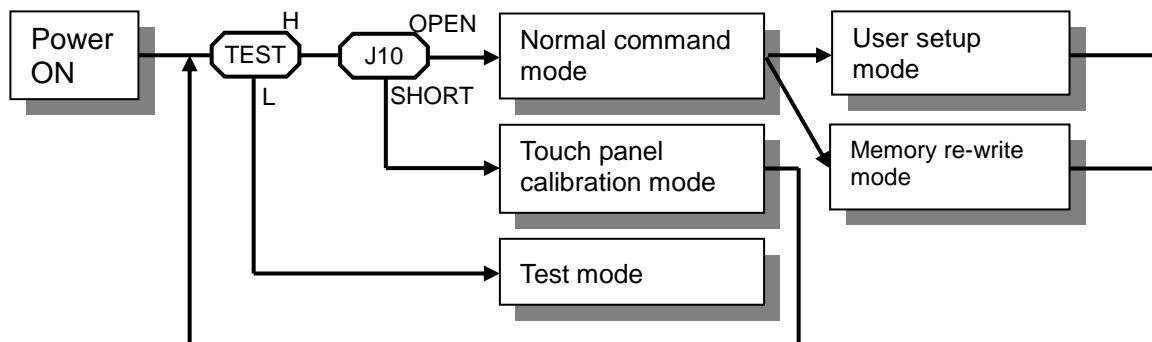 Power
ON
TEST
H
L
J10
OPEN
SHORT
Normal command
mode
User setup
mode
Memory re-write
mode
Touch panel
calibration mode
Test mode